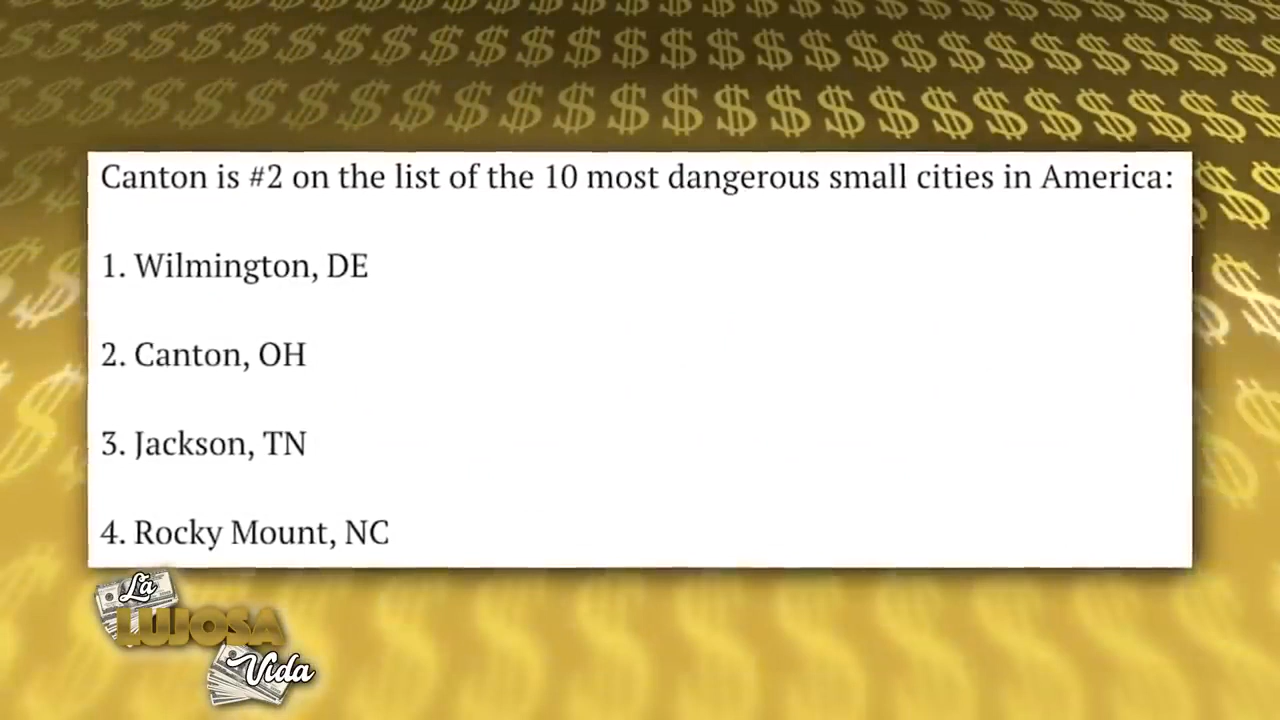 Canton is #2 on the list of the 10 most dangerous small cities in America:
1. Wilmington, DE
2. Canton, OH
3. Jackson, TN
4. Rocky Mount, NC
La
LUJOSA
Vida